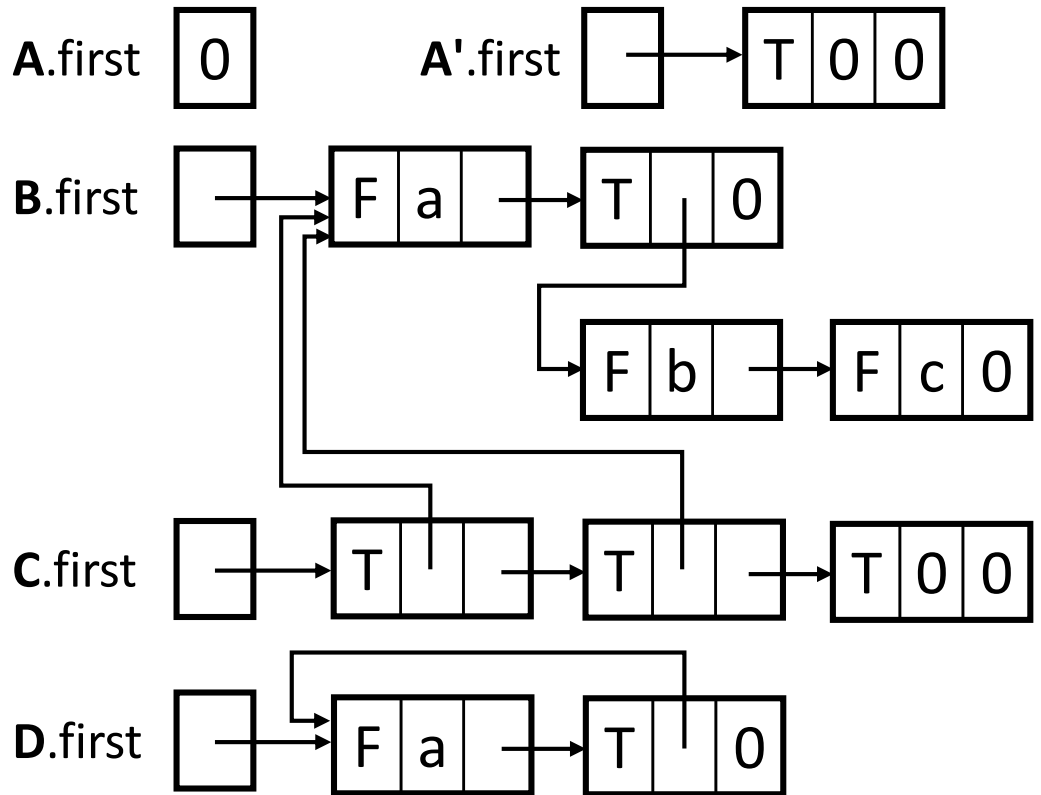 A.first 0 A'.first T 0 0
B.first F a T 0
F b F c 0
C.first T T T 0 0
D.first F a T 0